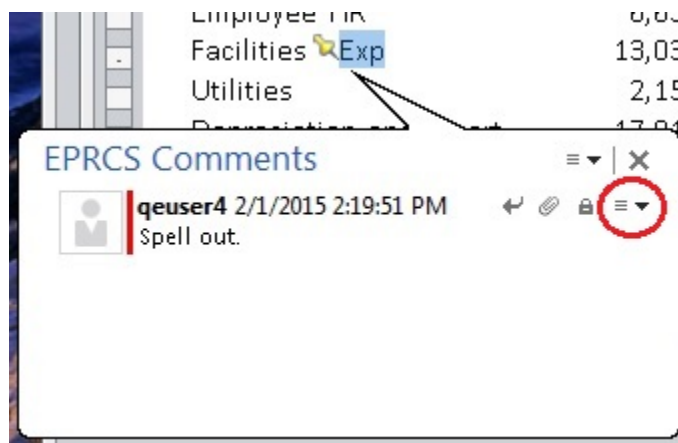 Facilities Exp 13,03
Utilities 2,15
EPRCS Comments
qeuser4 2/1/2015 2:19:51 PM
Spell out.